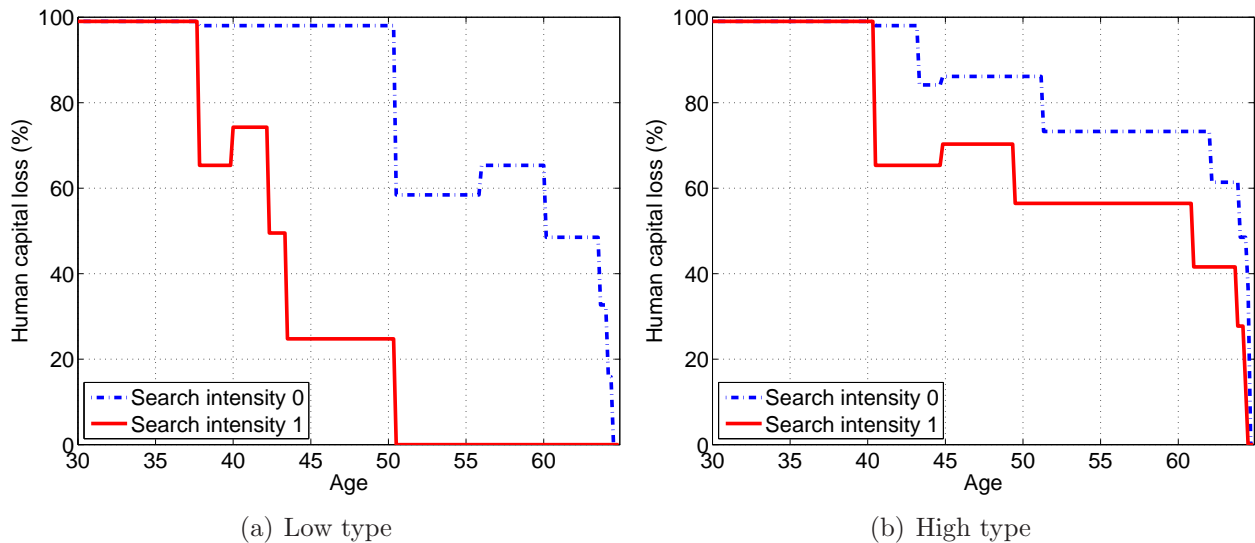 100
80
60
40
20
0
Human capital loss (%)
Search intensity 0
Search intensity 1
30 35 40 45 50 55 60
Age
(a) Low type
100
80
60
40
20
0
Human capital loss (%)
Search intensity 0
Search intensity 1
30 35 40 45 50 55 60
Age
(b) High type